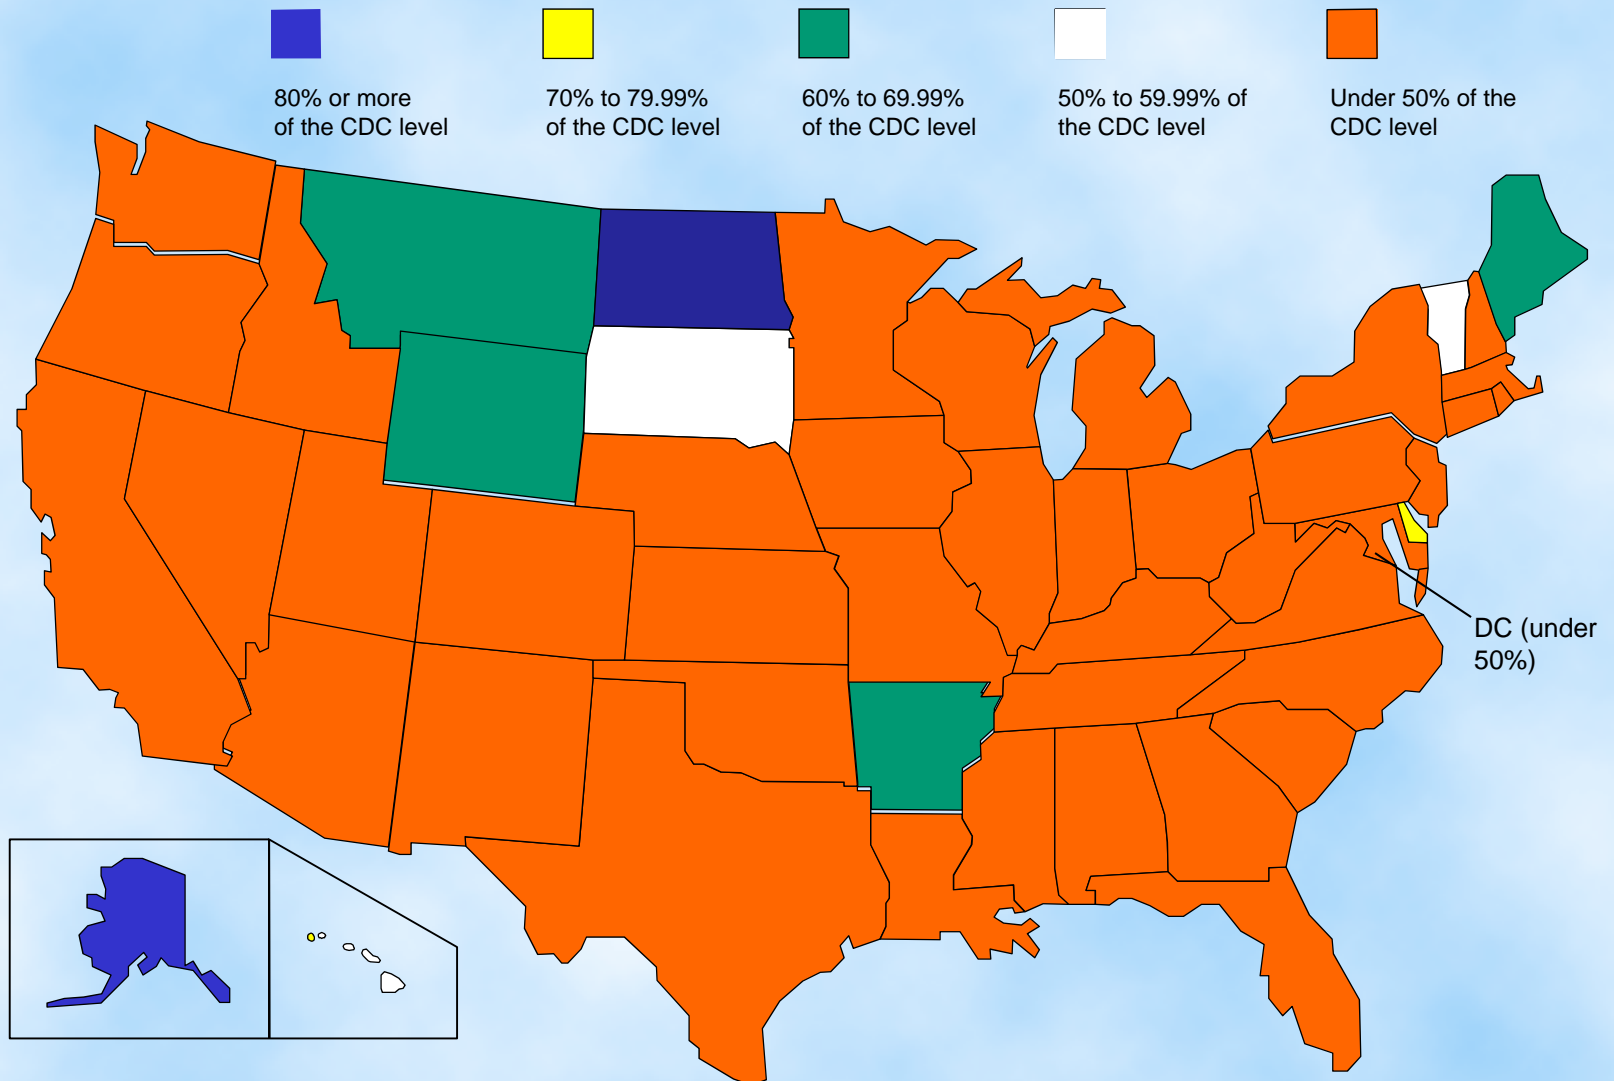 80% or more
of the CDC level
70% to 79.99%
of the CDC level
60% to 69.99%
of the CDC level
50% to 59.99% of
the CDC level
Under 50% of the
CDC level
DC (under
50%)